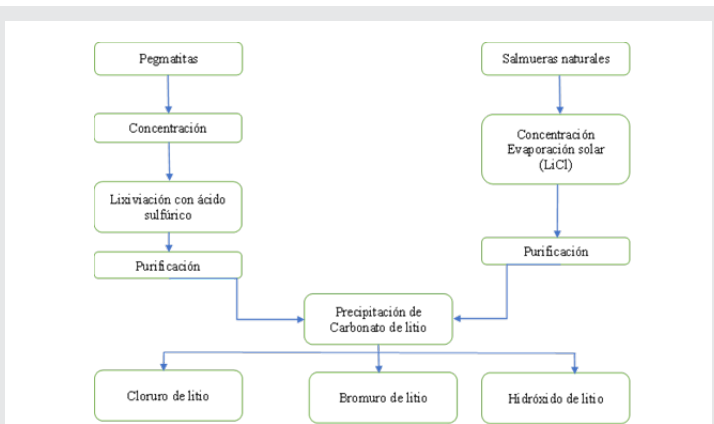 Pegmatitas
Salmueras naturales
Concentración
Concentración
Evaporación solar
(LiCl)
Lixiviación con ácido
sulfúrico
Purificación
Purificación
Precipitación de
Carbonato de litio
Cloruro de litio
Bromuro de litio
Hidróxido de litio